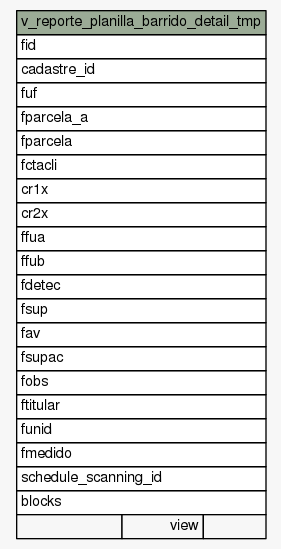 v_reporte_planilla_barrido_detail_tmp
fid
cadastre_id
fuf
fparcela_a
fparcela
fctacli
cr1x
cr2x
ffua
ffub
fdetec
fsup
fav
fsupac
fobs
ftitular
funid
fmedido
schedule_scanning_id
blocks
view